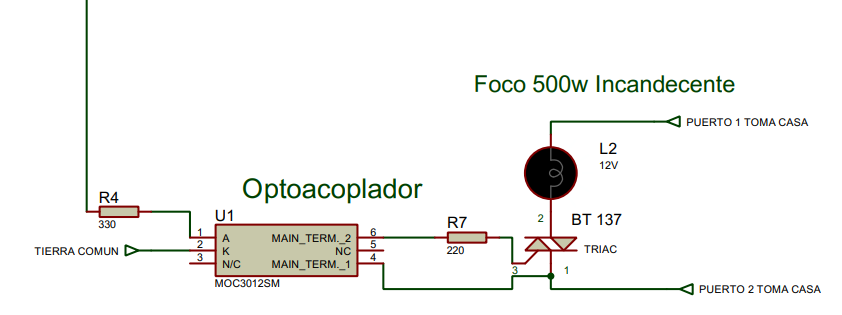 Foco 500w Incandecente
PUERTO 1 TOMA CASA
L2
12V
Optoacoplador
R4
330
U1
BT 137
2
R7
220
1
A
MAIN_TERM._2
6
TIERRA COMUN
2
K
NC
5
TRIAC
3
N/C
MAIN_TERM._1
4
3
1
MOC3012SM
PUERTO 2 TOMA CASA